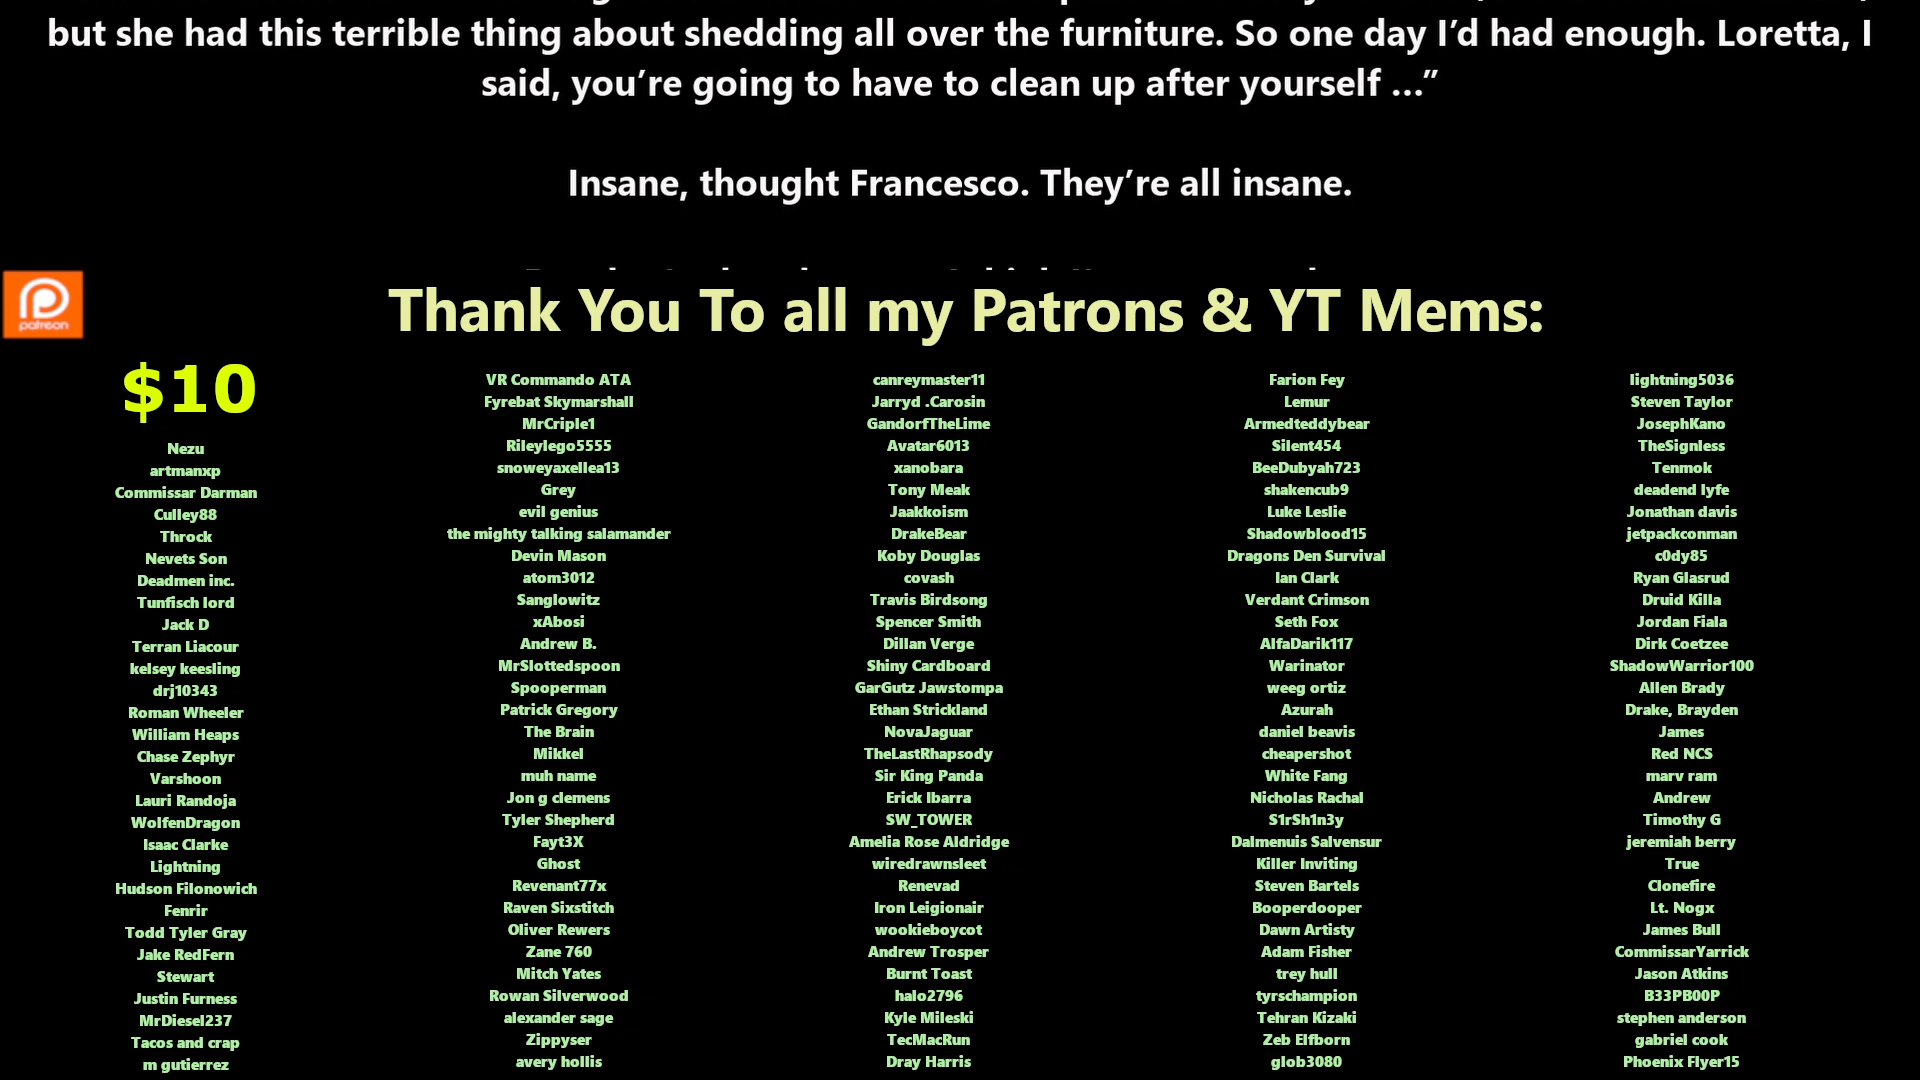 but she had this terrible thing about shedding all over the furniture. So one day I’d had enough. Loretta, I
said, you’re going to have to clean up after yourself …”
Insane, thought Francesco. They’re all insane.
patreon
Thank You To all my Patrons & YT Mems:
$10
Nezu
artmanxp
Commissar Darman
Culley88
Throck
Nevets Son
Deadmen inc.
Tunfisch lord
Jack D
Terran Liacour
kelsey keesling
drj10343
Roman Wheeler
William Heaps
Chase Zephyr
Varshoon
Lauri Randoja
WolfenDragon
Isaac Clarke
Lightning
Hudson Filonowich
Fenrir
Todd Tyler Gray
Jake RedFern
Stewart
Justin Furness
MrDiesel237
Tacos and crap
m gutierrez
VR Commando ATA
Fyrebat Skymarshall
MrCriple1
Rileylego5555
snoweyaxellea13
Grey
evil genius
the mighty talking salamander
Devin Mason
atom3012
Sanglowitz
xAbosi
Andrew B.
MrSlottedspoon
Spooperman
Patrick Gregory
The Brain
Mikkel
muh name
Jon g clemens
Tyler Shepherd
Fayt3X
Ghost
Revenant77x
Raven Sixstitch
Oliver Rewers
Zane 760
Mitch Yates
Rowan Silverwood
alexander sage
Zippyser
avery hollis
canreymaster11
Jarryd .Carosin
GandorfTheLime
Avatar6013
xanobara
Tony Meak
Jaakkoism
DrakeBear
Koby Douglas
covash
Travis Birdsong
Spencer Smith
Dillan Verge
Shiny Cardboard
GarGutz Jawstompa
Ethan Strickland
NovaJaguar
TheLastRhapsody
Sir King Panda
Erick Ibarra
SW_TOWER
Amelia Rose Aldridge
wiredrawnsleet
Renevad
Iron Leigionair
wookieboycot
Andrew Trosper
Burnt Toast
halo2796
Kyle Mileski
TecMacRun
Dray Harris
Farion Fey
Lemur
Armedteddybear
Silent454
BeeDubyah723
shakencub9
Luke Leslie
Shadowblood15
Dragons Den Survival
Ian Clark
Verdant Crimson
Seth Fox
AlfaDarik117
Warinator
weeg ortiz
Azurah
daniel beavis
cheapershot
White Fang
Nicholas Rachal
S1rSh1n3y
Dalmenuis Salvensur
Killer Inviting
Steven Bartels
Booperdooper
Dawn Artisty
Adam Fisher
trey hull
tyrschampion
Tehran Kizaki
Zeb Elfborn
glob3080
lightning5036
Steven Taylor
JosephKano
TheSignless
Tenmok
deadend lyfe
Jonathan davis
jetpackconman
c0dy85
Ryan Glasrud
Druid Killa
Jordan Fiala
Dirk Coetzee
ShadowWarrior100
Allen Brady
Drake, Brayden
James
Red NCS
marv ram
Andrew
Timothy G
jeremiah berry
True
Clonefire
Lt. Nogx
James Bull
CommissarYarrick
Jason Atkins
B33PB00P
stephen anderson
gabriel cook
Phoenix Flyer15